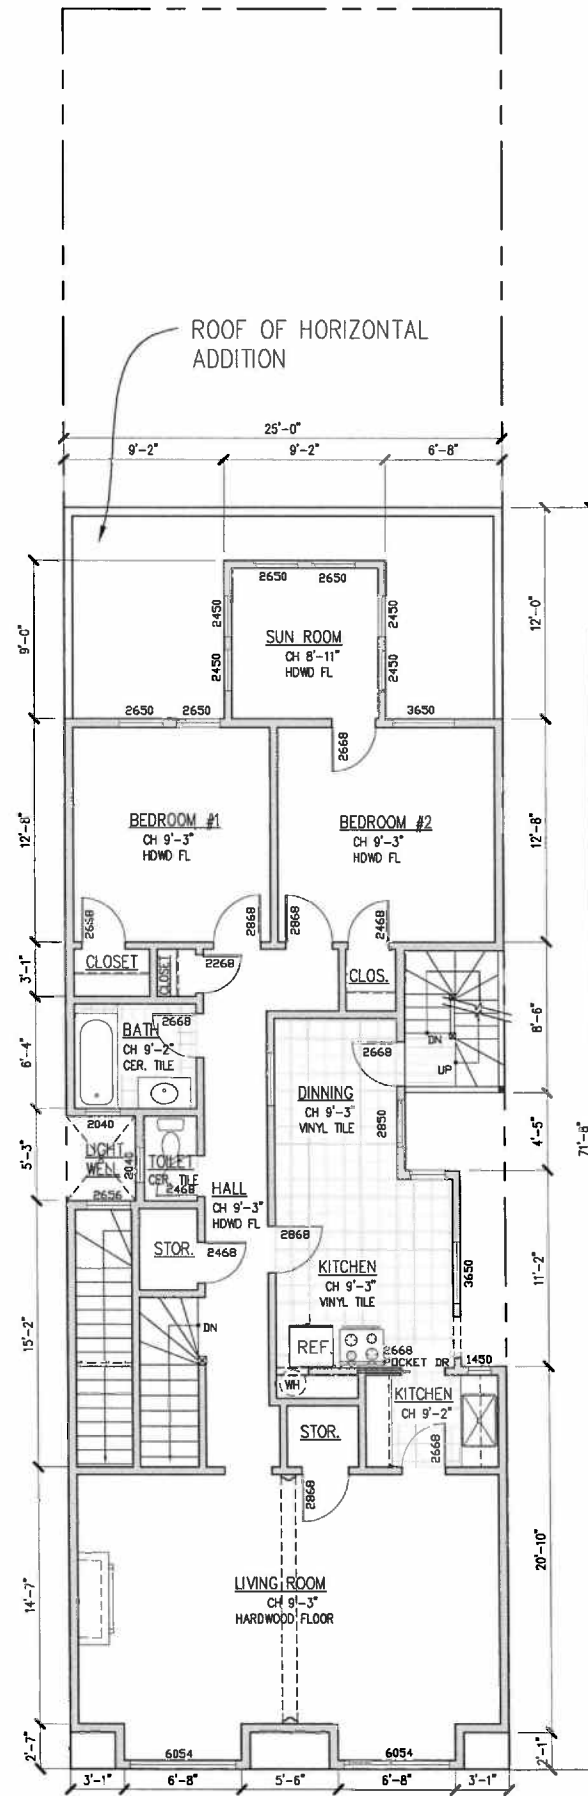 ROOF OF HORIZONTAL
ADDITION
25'-0"
9'-2"
9'-2"
6'-8"
2650
2650
2450
2450
2450
2450
9'-0"
12'-0"
71'-8"
SUN ROOM
CH 8'-11"
HDWD FL
2650
2650
3650
2668
BEDROOM #1
CH 9'-3"
HDWD FL
BEDROOM #2
CH 9'-3"
HDWD FL
12'-8"
12'-8"
2668
2868
2868
2468
CLOSET
CLOSET
2268
CLOS.
3'-1"
8'-6"
BATH
2668
CH 9'-2"
CER. TILE
6'-4"
2668
DN
UP
DINNING
CH 9'-3"
VINYL TILE
2850
4'-5"
2040
LIGHT
WELL
2040
2656
5'-3"
TOILET
CER. TILE
2468
HALL
CH 9'-3"
HDWD FL
STOR.
2468
2868
KITCHEN
CH 9'-3"
VINYL TILE
3650
11'-2"
15'-2"
DN
REF.
2668
POCKET DR
1450
WH
KITCHEN
CH 9'-2"
STOR.
2668
2868
20'-10"
14'-7"
LIVING ROOM
CH 9'-3"
HARDWOOD FLOOR
6054
6054
2'-7"
2'-1"
3'-1"
6'-8"
5'-6"
6'-8"
3'-1"